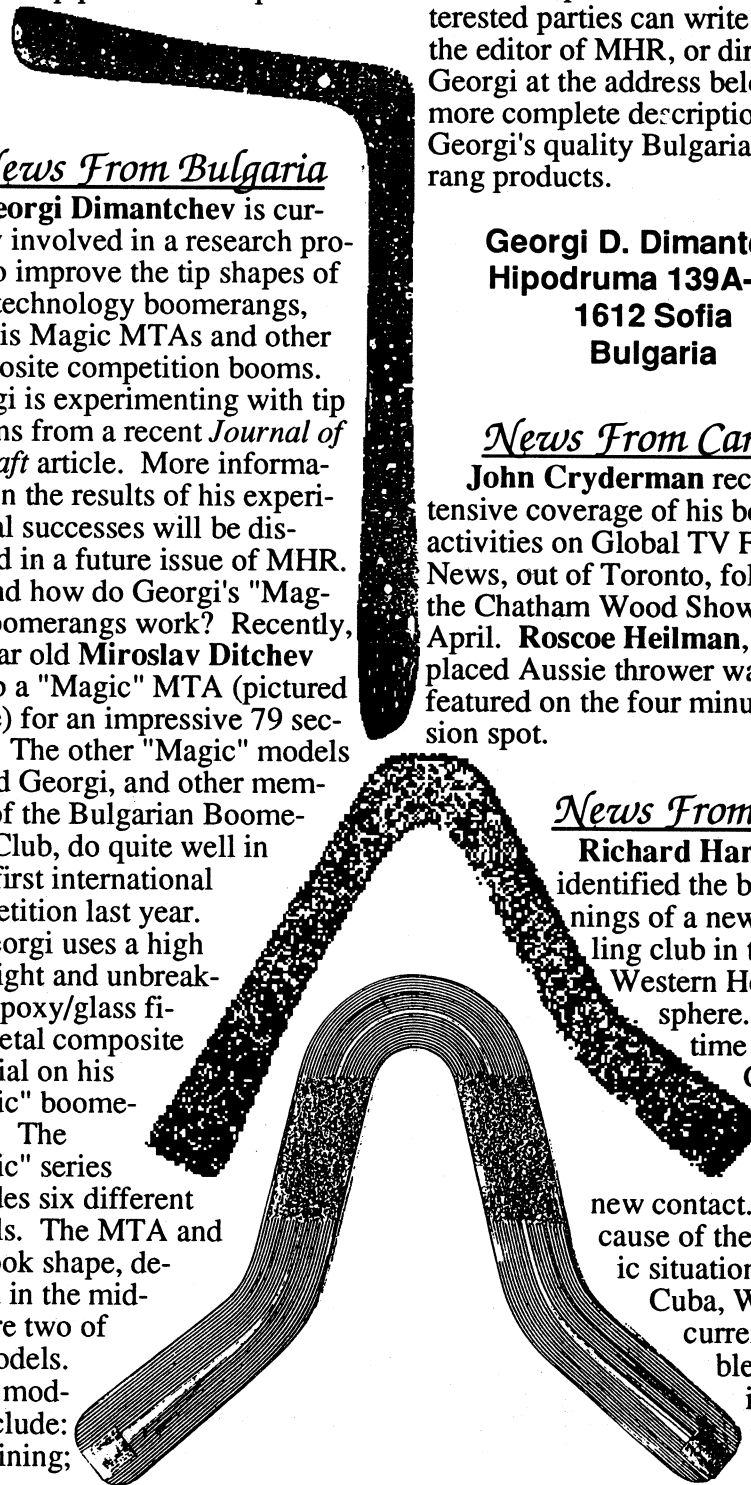 News From Bulgaria
eorgi Dimantchev is cur-
involved in a research pro-
improve the tip shapes of
technology boomerangs,
is Magic MTAs and other
osite competition booms.
gi is experimenting with tip
ns from a recent Journal of
aft article. More informa-
n the results of his experi-
al successes will be dis-
d in a future issue of MHR.
nd how do Georgi's "Mag-
oomerangs work? Recently,
ar old Miroslav Ditchev
a "Magic" MTA (pictured
e) for an impressive 79 sec-
The other "Magic" models
d Georgi, and other mem-
of the Bulgarian Boome-
Club, do quite well in
first international
etition last year.
eorgi uses a high
ight and unbreak-
poxy/glass fi-
etal composite
ial on his
ic" boome-
The
ic" series
des six different
ls. The MTA and
ook shape, de-
in the mid-
re two of
odels.
mod-
clude:
ining;
terested parties can write
the editor of MHR, or dir
Georgi at the address bel
more complete descriptio
Georgi's quality Bulgaria
rang products.
Georgi D. Dimant
Hipodruma 139A-
1612 Sofia
Bulgaria
News From Can
John Cryderman rec
tensive coverage of his bo
activities on Global TV F
News, out of Toronto, fol
the Chatham Wood Show
April. Roscoe Heilman,
placed Aussie thrower wa
featured on the four minu
sion spot.
News From
Richard Har
identified the b
nings of a new
ling club in t
Western He
sphere.
time
new contact.
cause of the
ic situation
Cuba, W
curre
ble
i